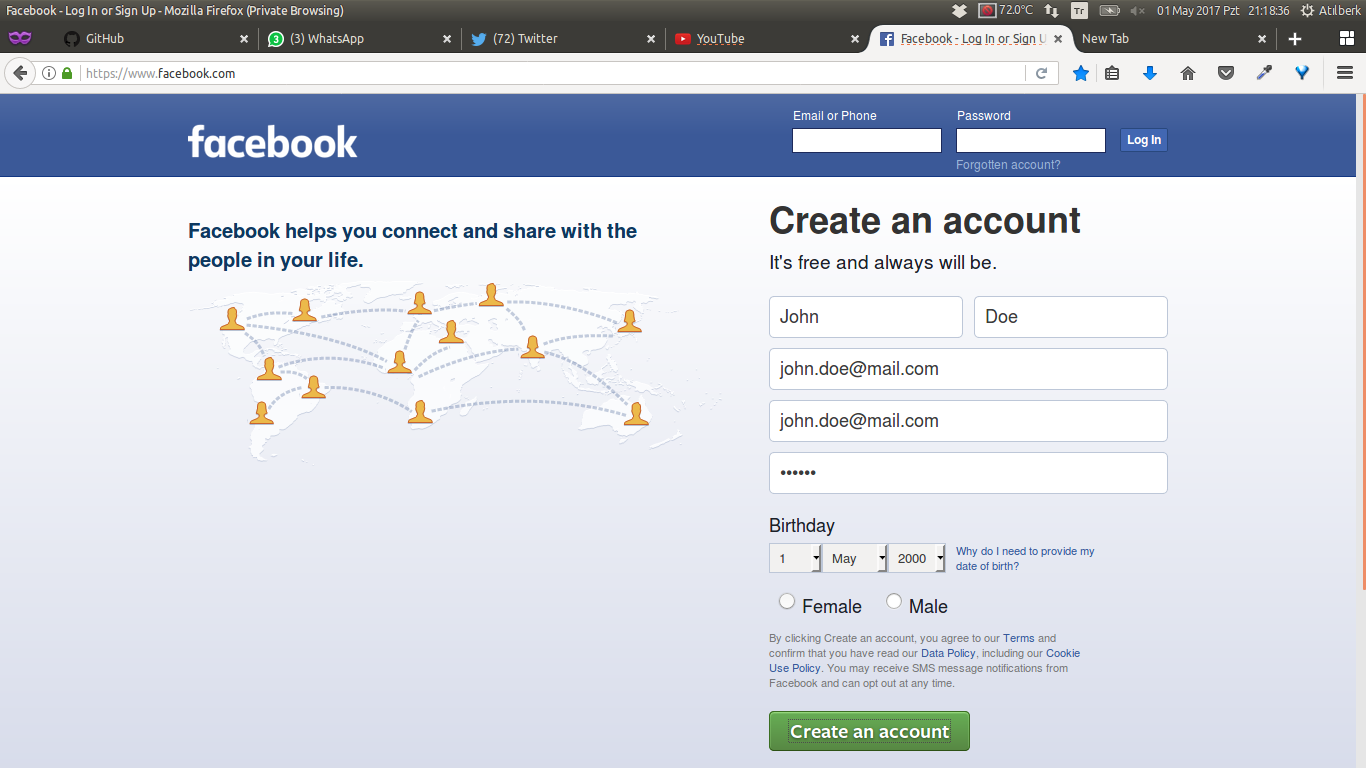 Facebook - Log In or Sign Up - Mozilla Firefox (Private Browsing)
72.0°C
Tr
01 May 2017 Pzt
21:18:36
Atılberk
GitHub
3
(3) WhatsApp
(72) Twitter
YouTube
Facebook - Log In or Sign U
New Tab
https://www.facebook.com
facebook
Email or Phone
Password
Log In
Forgotten account?
Facebook helps you connect and share with the
people in your life.
Create an account
It's free and always will be.
John
Doe
john.doe@mail.com
john.doe@mail.com
••••••
Birthday
1
May
2000
Why do I need to provide my
date of birth?
Female
Male
By clicking Create an account, you agree to our Terms and
confirm that you have read our Data Policy, including our Cookie
Use Policy. You may receive SMS message notifications from
Facebook and can opt out at any time.
Create an account